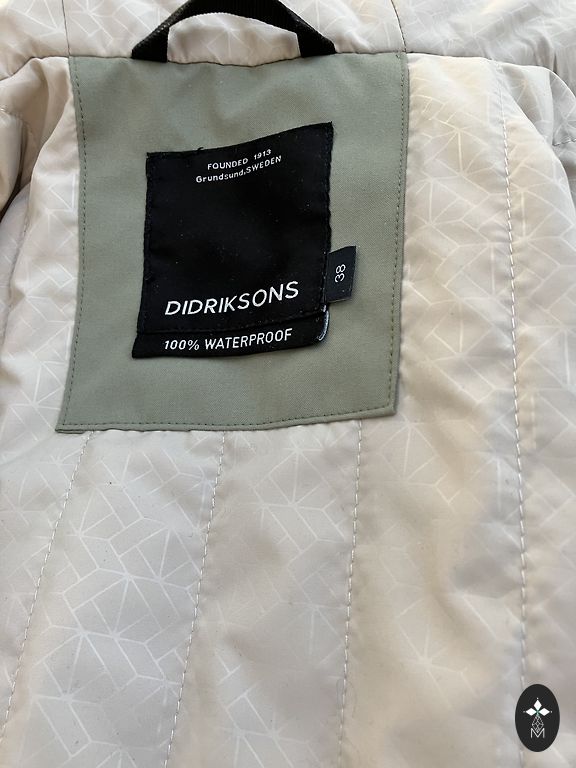 FOUNDED 1913
Grundsund,SWEDEN
38
DIDRIKSONS
100% WATERPROOF
M